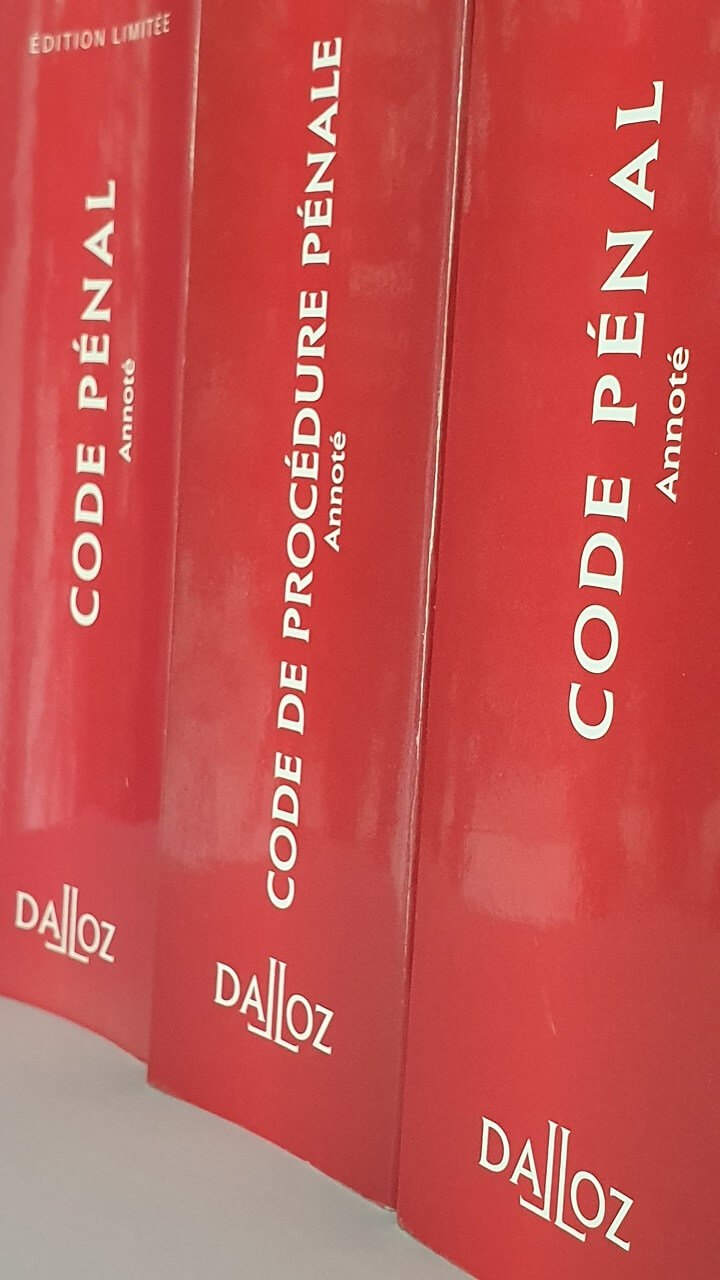 ÉDITION LIMITÉE
CODE PÉNAL
Annoté
DALLOZ
CODE DE PROCÉDURE PÉNALE
Annoté
DALLOZ
CODE PÉNAL
Annoté
DALLOZ